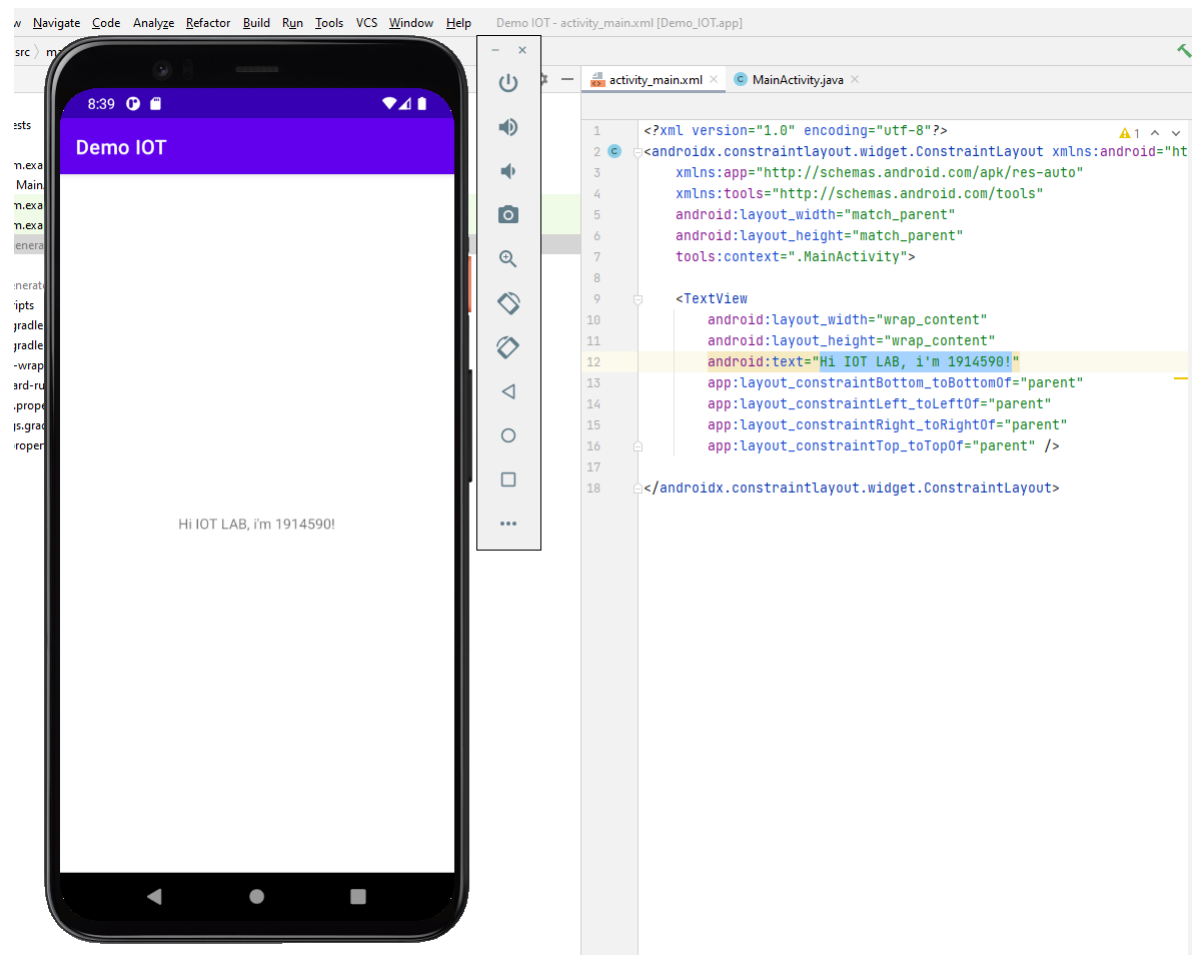 w Navigate Code Analyze Refactor Build Run Tools VCS Window Help Demo IOT - activity_main.xml [Demo_IOT.app]
src
activity_main.xml
MainActivity.java
8:39
Demo IOT
Hi IOT LAB, i'm 1914590!
ests
m.exa
Main.
m.exa
m.exa
enera
enerate
ripts
gradle
gradle
-wrap
ard-ru
.prope
gs.grad
roper
1 <?xml version="1.0" encoding="utf-8"?>
1
2 <androidx.constraintlayout.widget.ConstraintLayout xmlns:android="ht
3 xmlns:app="http://schemas.android.com/apk/res-auto"
4 xmlns:tools="http://schemas.android.com/tools"
5 android:layout_width="match_parent"
6 android:layout_height="match_parent"
7 tools:context=".MainActivity">
8
9 <TextView
10 android:layout_width="wrap_content"
11 android:layout_height="wrap_content"
12 android:text="Hi IOT LAB, i'm 1914590!"
13 app:layout_constraintBottom_toBottomOf="parent"
14 app:layout_constraintLeft_toLeftOf="parent"
15 app:layout_constraintRight_toRightOf="parent"
16 app:layout_constraintTop_toTopOf="parent" />
17
18 </androidx.constraintlayout.widget.ConstraintLayout>